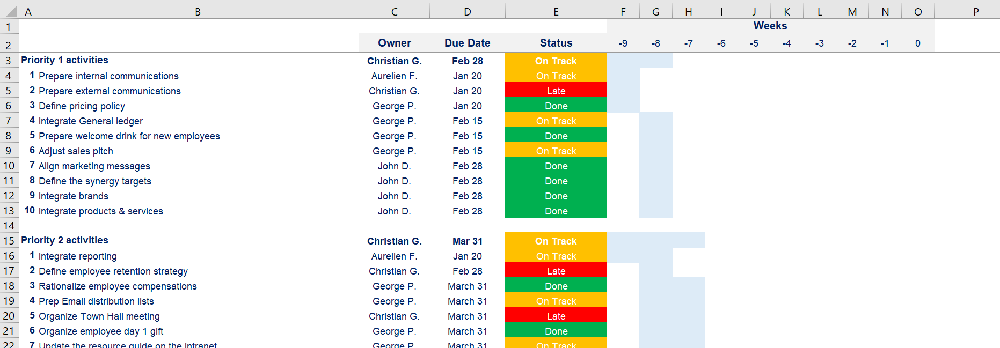 A B C D E F G H I J K L M N O P
1 Weeks
2 Owner Due Date Status -9 -8 -7 -6 -5 -4 -3 -2 -1 0
3 Priority 1 activities Christian G. Feb 28 On Track
4 1 Prepare internal communications Aurelien F. Jan 20 On Track
5 2 Prepare external communications Christian G. Jan 20 Late
6 3 Define pricing policy George P. Jan 20 Done
7 4 Integrate General ledger George P. Feb 15 On Track
8 5 Prepare welcome drink for new employees George P. Feb 15 Done
9 6 Adjust sales pitch George P. Feb 15 On Track
10 7 Align marketing messages John D. Feb 28 Done
11 8 Define the synergy targets John D. Feb 28 Done
12 9 Integrate brands John D. Feb 28 Done
13 10 Integrate products & services John D. Feb 28 Done
14
15 Priority 2 activities Christian G. Mar 31 On Track
16 1 Integrate reporting Aurelien F. Jan 20 On Track
17 2 Define employee retention strategy Christian G. Feb 28 Late
18 3 Rationalize employee compensations George P. March 31 Done
19 4 Prep Email distribution lists George P. March 31 On Track
20 5 Organize Town Hall meeting Christian G. March 31 Late
21 6 Organize employee day 1 gift George P. March 31 Done
22 7 Update the resource guide on the intranet George P. March 31 On Track